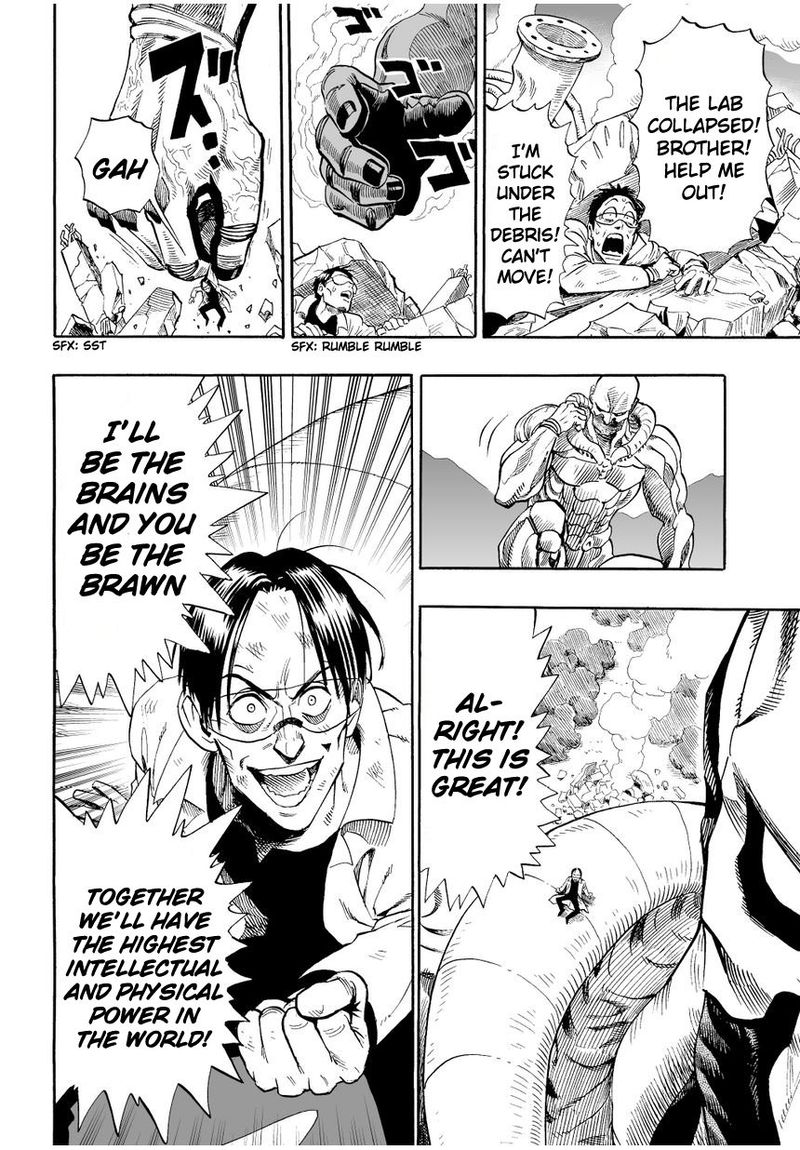 THE LAB
COLLAPSED!
BROTHER!
HELP ME
OUT!
I'M
STUCK
UNDER
THE
DEBRIS!
CAN'T
MOVE!
ゴ
ゴ
ゴ
ゴ
SFX: RUMBLE RUMBLE
ズ.
GAH
SFX: SST
AL-
RIGHT!
THIS IS
GREAT!
I'LL
BE THE
BRAINS
AND YOU
BE THE
BRAWN
TOGETHER
WE'LL HAVE
THE HIGHEST
INTELLECTUAL
AND PHYSICAL
POWER IN
THE WORLD!